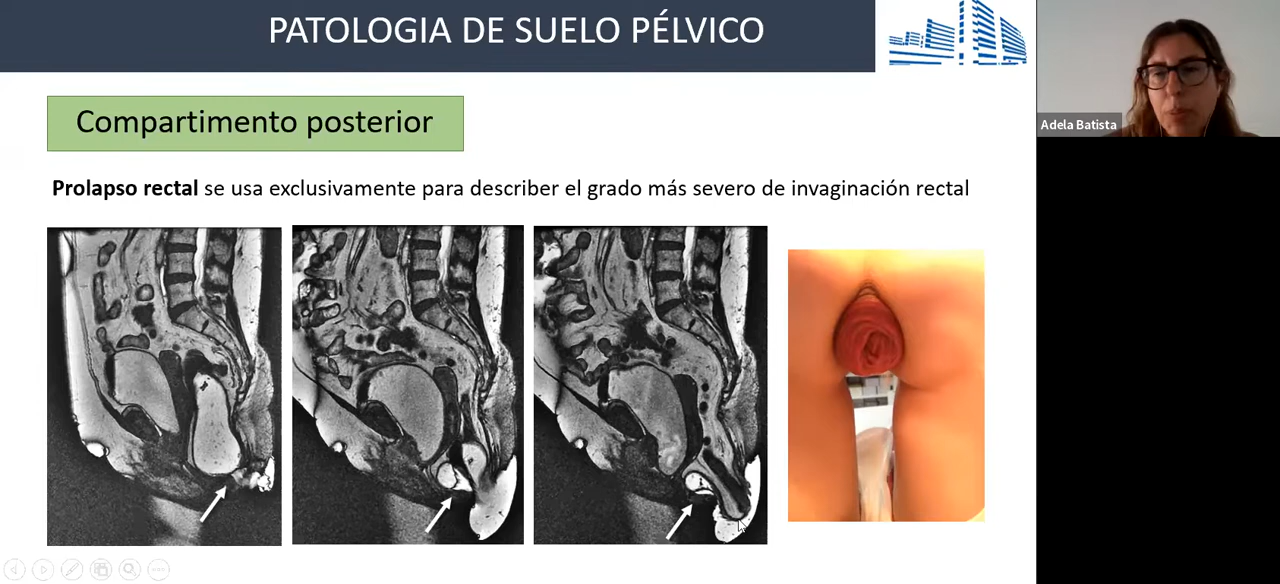 PATOLOGIA DE SUELO PÉLVICO
Adela Batista
Compartimento posterior
Prolapso rectal se usa exclusivamente para describer el grado más severo de invaginación rectal